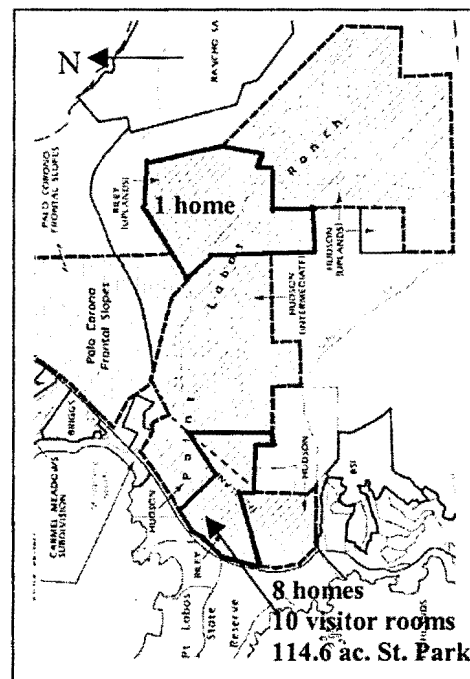 N
RANCHO SA
PALO CORONA
FRONTAL SLOPES
RILEY
(UPLANDS)
1 home
Ranch
HUDSON
(UPLANDS)
Palo Corona
Frontal Slopes
Lobos
HUDSON
(INTERMEDIATE)
BRIGGS
CARMEL MEADOWS
SUBDIVISION
HUDSON
Point
HUDSON
BSI
RILEY
Pt Lobos
State
Reserve
8 homes
10 visitor rooms
114.6 ac. St. Park